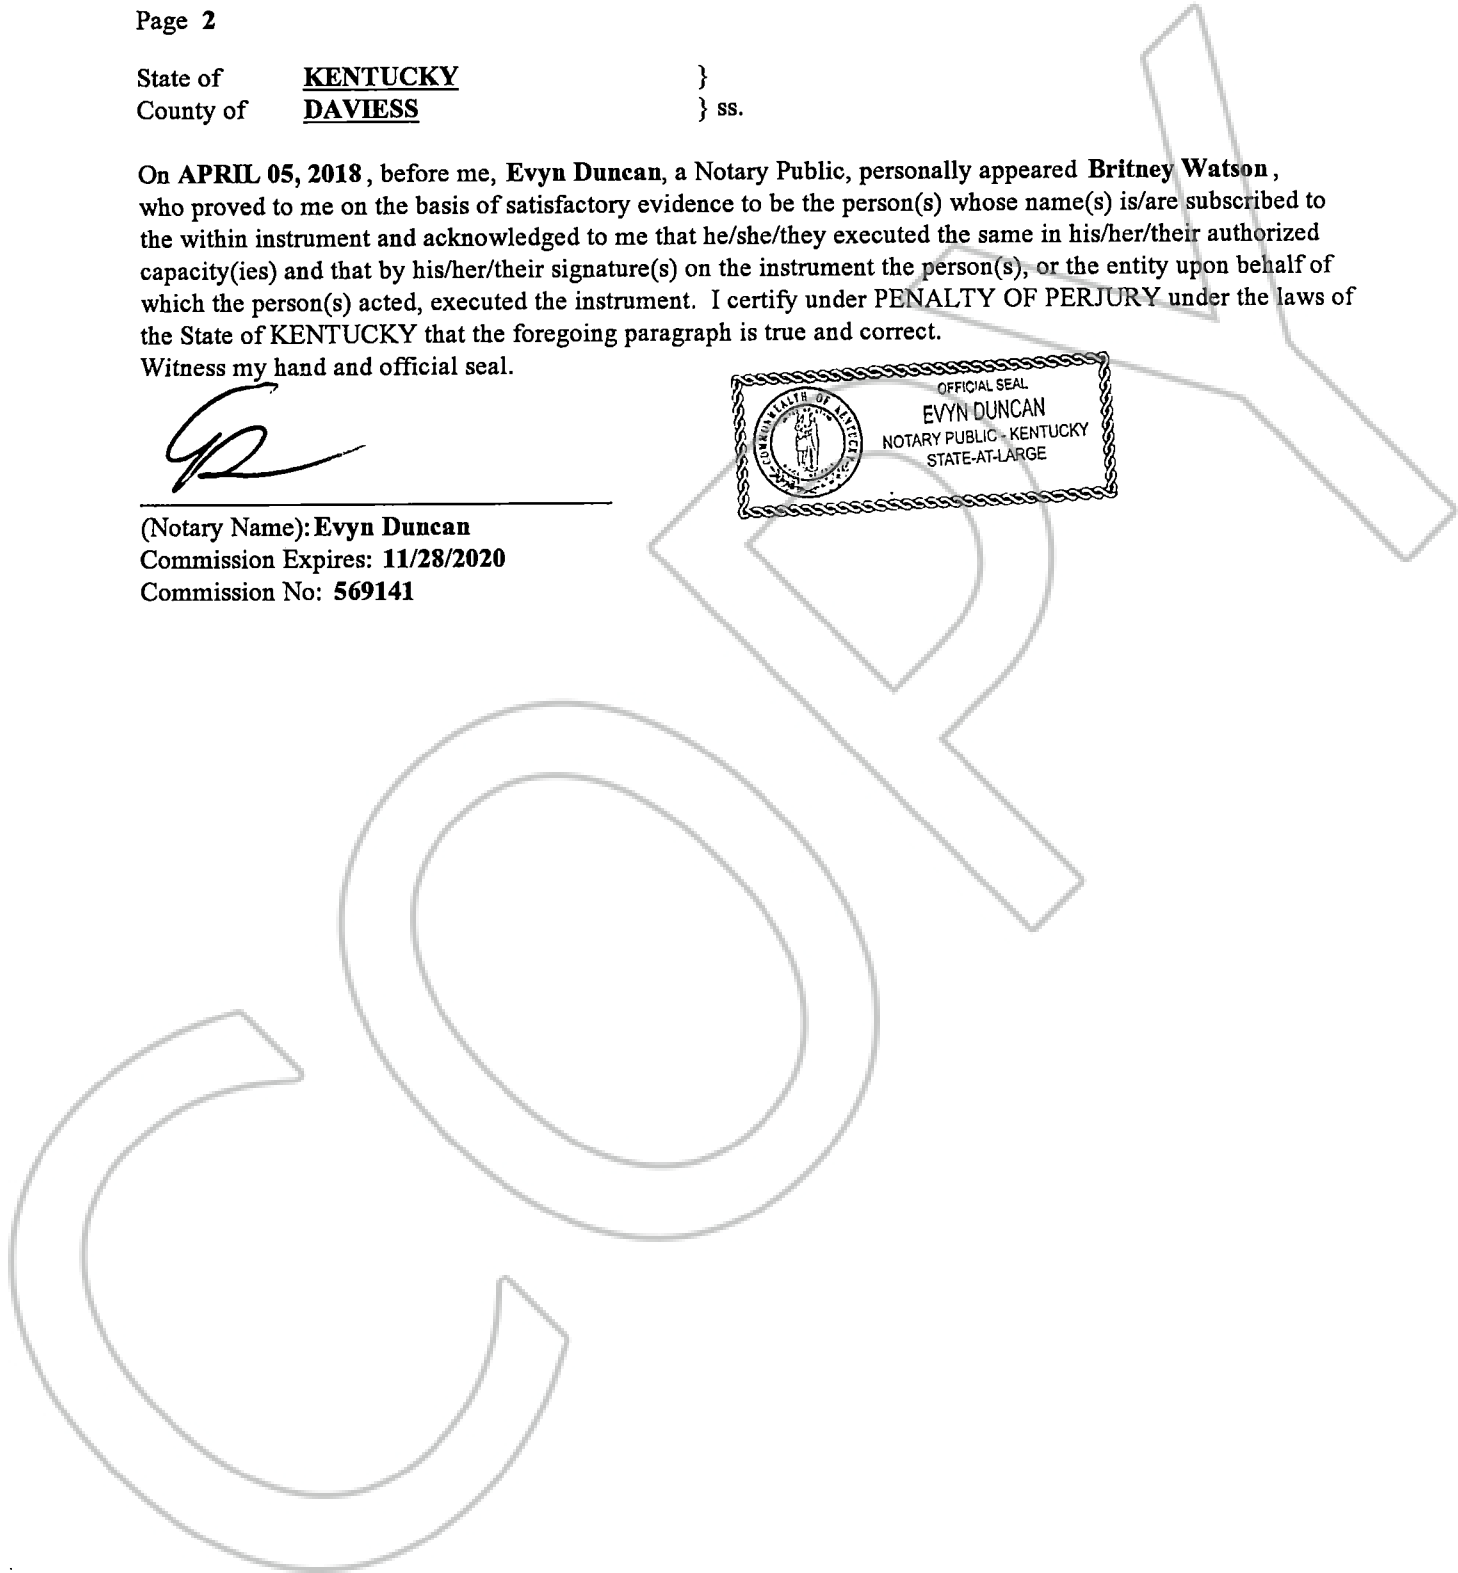 Page 2
State of KENTUCKY }
County of DAVIESS } ss.
On APRIL 05, 2018, before me, Evyn Duncan, a Notary Public, personally appeared Britney Watson,
who proved to me on the basis of satisfactory evidence to be the person(s) whose name(s) is/are subscribed to
the within instrument and acknowledged to me that he/she/they executed the same in his/her/their authorized
capacity(ies) and that by his/her/their signature(s) on the instrument the person(s), or the entity upon behalf of
which the person(s) acted, executed the instrument. I certify under PENALTY OF PERJURY under the laws of
the State of KENTUCKY that the foregoing paragraph is true and correct.
Witness my hand and official seal.
OFFICIAL SEAL
EVYN DUNCAN
NOTARY PUBLIC - KENTUCKY
STATE-AT-LARGE
COMMONWEALTH OF KENTUCKY
(Notary Name): Evyn Duncan
Commission Expires: 11/28/2020
Commission No: 569141
COPY